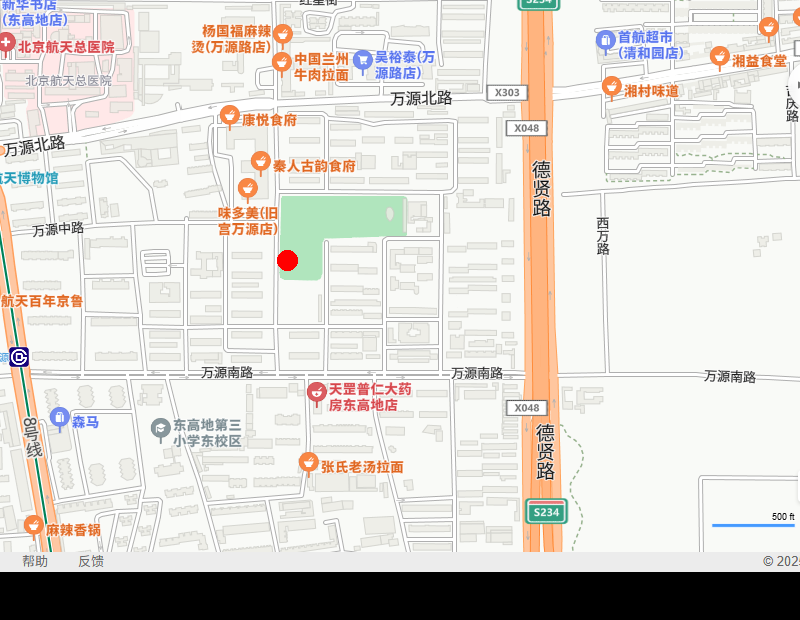 新华书店
(东高地店)
红星街
S234
杨国福麻辣
烫(万源路店)
首航超市
(清和园店)
北京航天总医院
中国兰州
牛肉拉面
吴裕泰(万
源路店)
湘益食堂
北京航天总医院
X303
湘村味道
万源北路
康悦食府
X048
万源北路
秦人古韵食府
德贤路
航天博物馆
味多美(旧
宫万源店)
西万路
万源中路
航天百年京鲁
万源南路
万源南路
万源南路
天罡普仁大药
房东高地店
X048
森马
东高地第三
小学东校区
8号线
德贤路
张氏老汤拉面
S234
500 ft
麻辣香锅
帮助
反馈